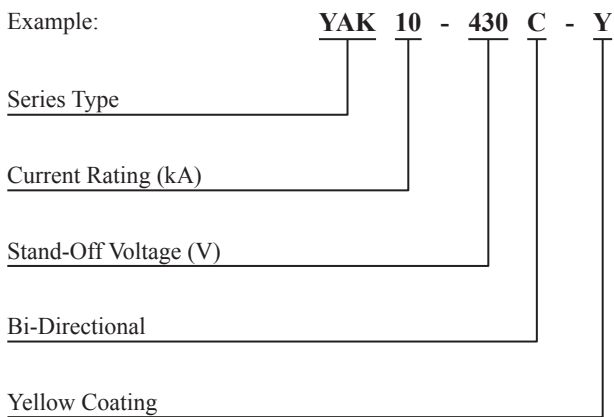 Example: YAK 10 - 430 C - Y
Series Type
Current Rating (kA)
Stand-Off Voltage (V)
Bi-Directional
Yellow Coating